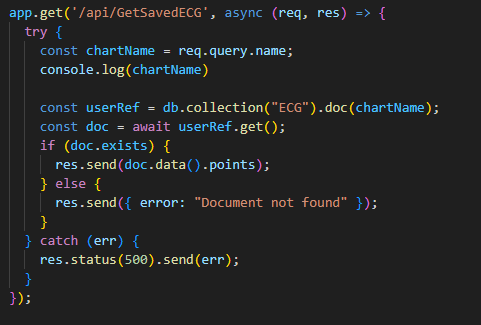 app.get('/api/GetSavedECG', async (req, res) => {
  try {
    const chartName = req.query.name;
    console.log(chartName)

    const userRef = db.collection("ECG").doc(chartName);
    const doc = await userRef.get();
    if (doc.exists) {
      res.send(doc.data().points);
    } else {
      res.send({ error: "Document not found" });
    }
  } catch (err) {
    res.status(500).send(err);
  }
});